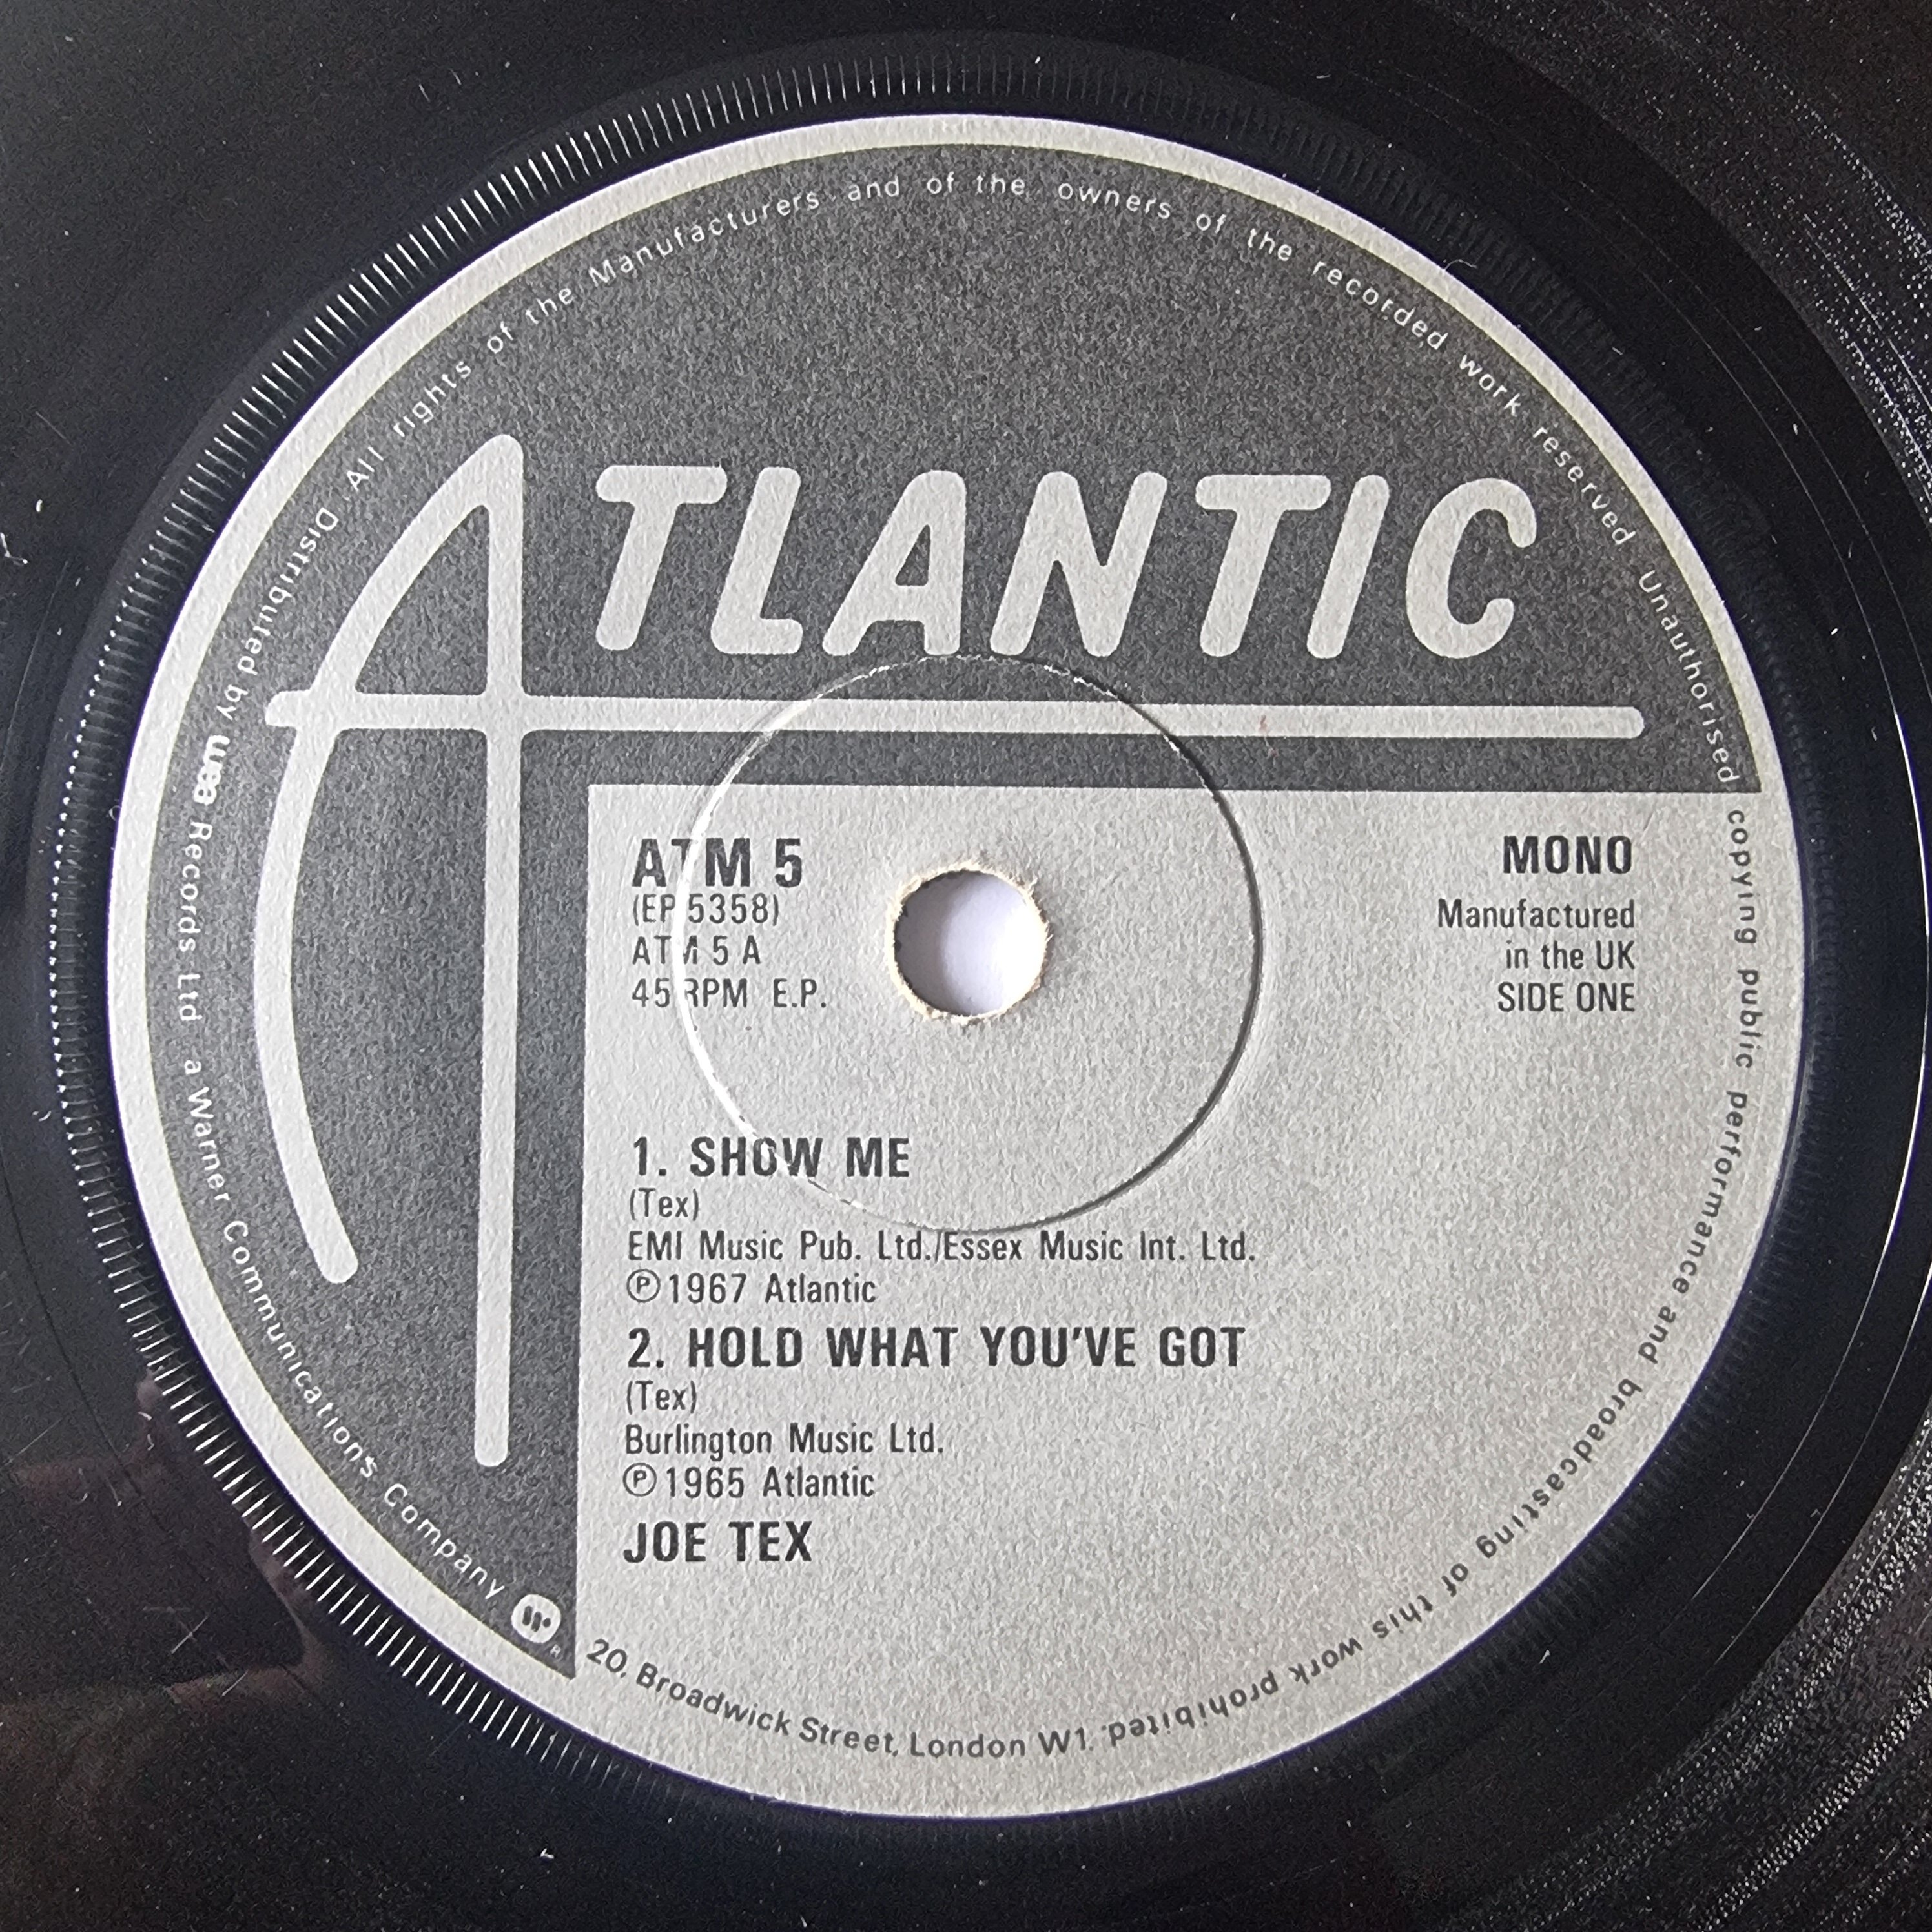 ATLANTIC
ATM 5
(EP 5358)
ATM 5 A
45 RPM E.P.
MONO
Manufactured
in the UK
SIDE ONE
1. SHOW ME
(Tex)
EMI Music Pub. Ltd./Essex Music Int. Ltd.
Ⓟ1967 Atlantic
2. HOLD WHAT YOU'VE GOT
(Tex)
Burlington Music Ltd.
Ⓟ1965 Atlantic
JOE TEX
All rights of the Manufacturers and of the owners of the recorded work reserved. Unauthorised copying public performance and broadcasting of this work prohibited.
Distributed by wea Records Ltd a Warner Communications Company W R 20, Broadwick Street, London W1.